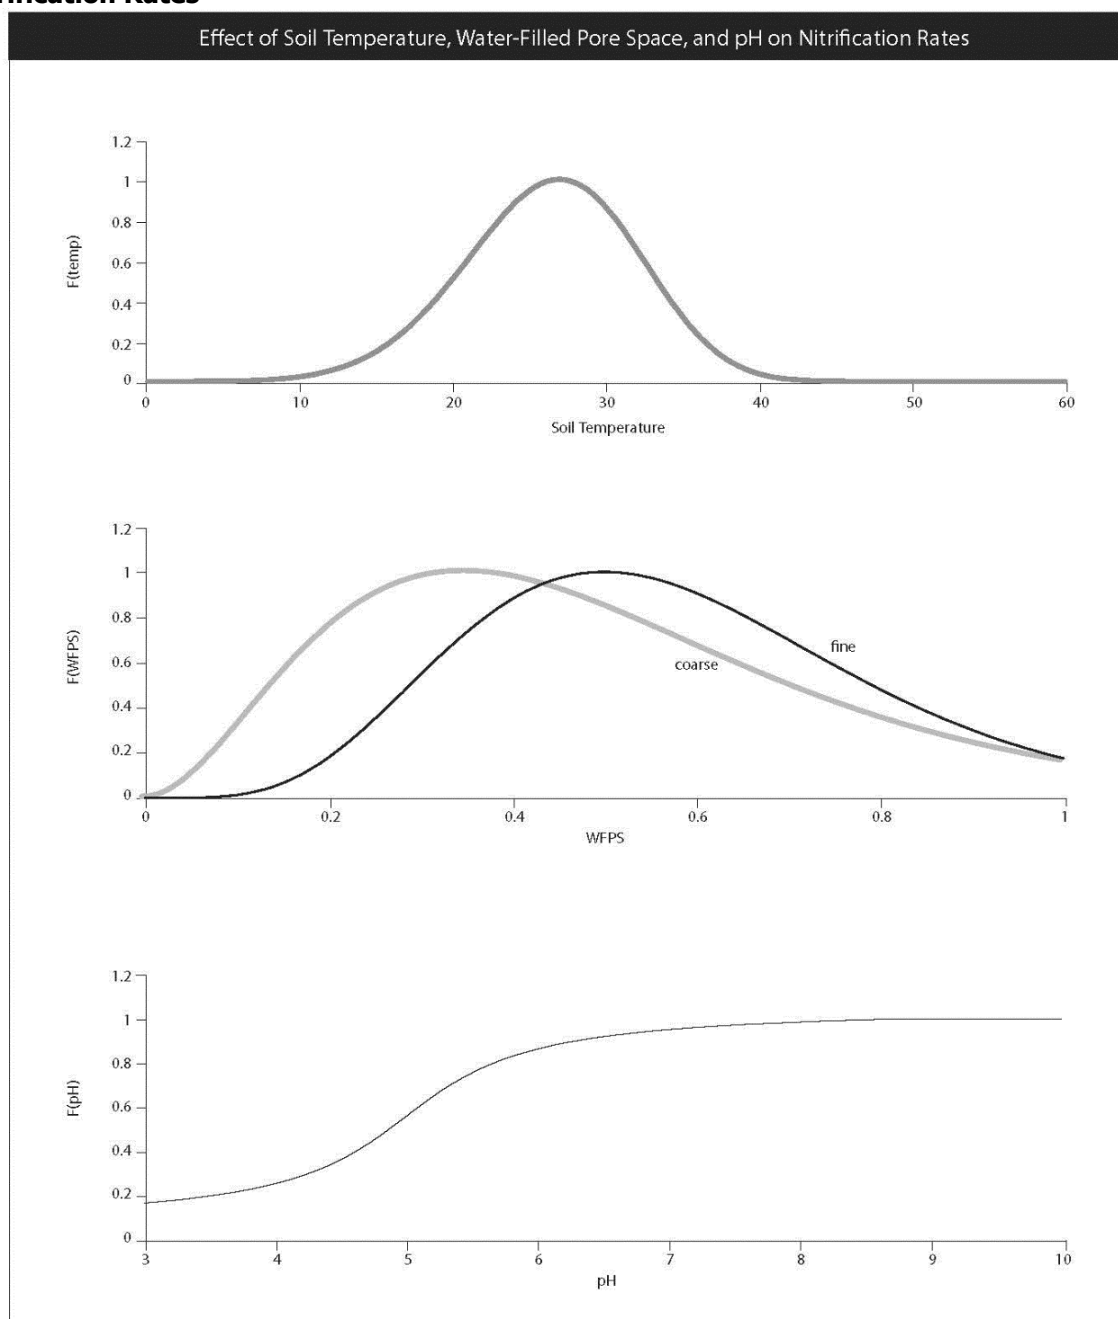 Effect of Soil Temperature, Water-Filled Pore Space, and pH on Nitrification Rates
1.2
1
0.8
0.6
0.4
0.2
0
F(temp)
0 10 20 30 40 50 60
Soil Temperature
1.2
1
0.8
0.6
0.4
0.2
0
F(WFPS)
fine
coarse
0 0.2 0.4 0.6 0.8 1
WFPS
1.2
1
0.8
0.6
0.4
0.2
0
F(pH)
3 4 5 6 7 8 9 10
pH